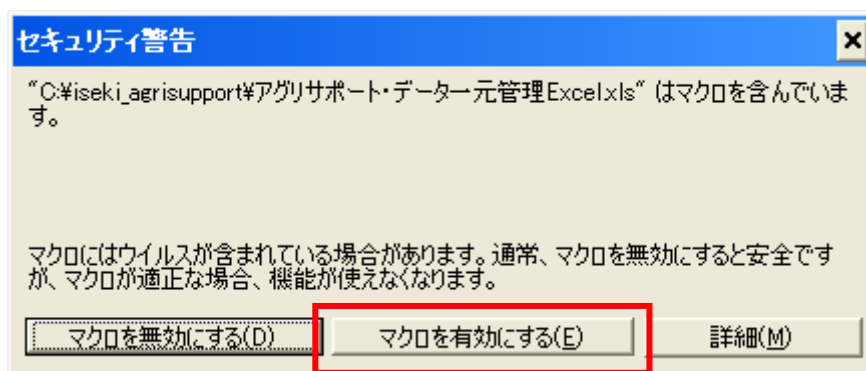 セキュリティ警告
"C:¥iseki_agrisupport¥アグリサポート・データ一元管理Excel.xls" はマクロを含んでいま
す。
マクロにはウイルスが含まれている場合があります。通常、マクロを無効にすると安全です
が、マクロが適正な場合、機能が使えなくなります。
マクロを無効にする(D) マクロを有効にする(E) 詳細(M)